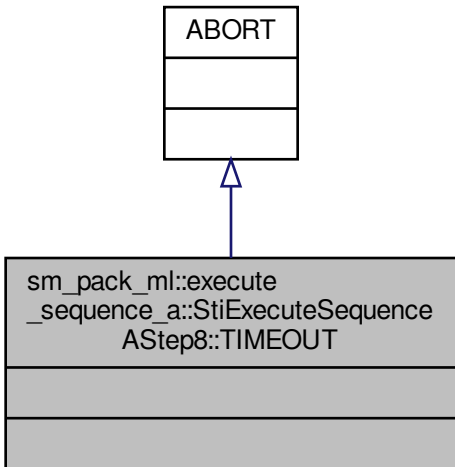 ABORT
sm_pack_ml::execute
_sequence_a::StiExecuteSequence
AStep8::TIMEOUT